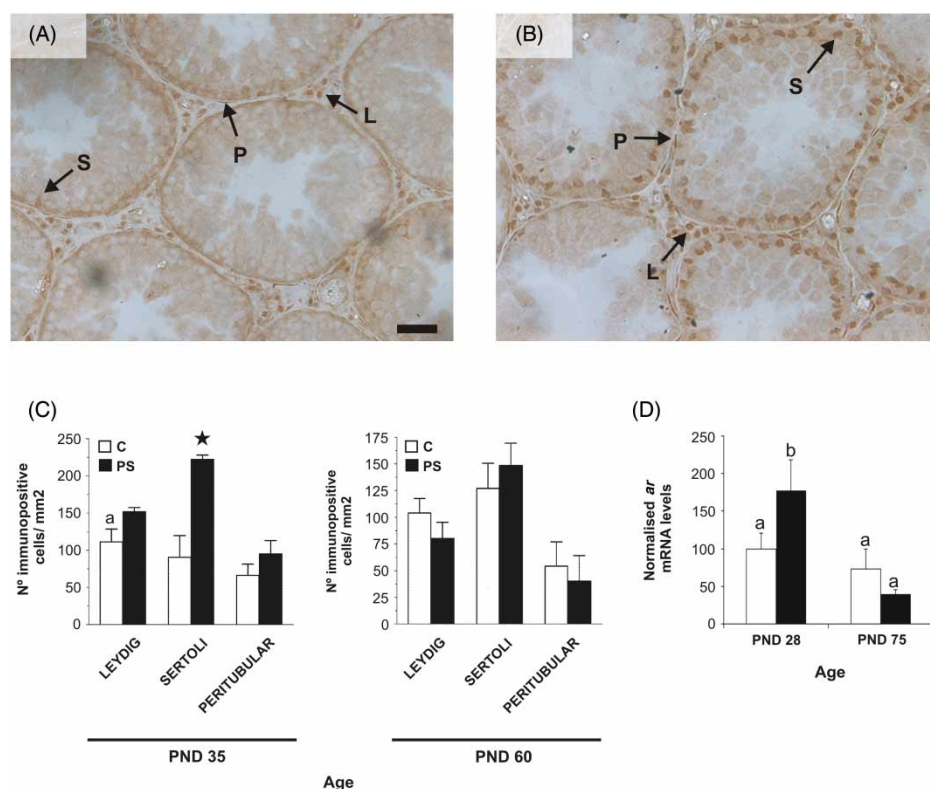 (A)
S
P
L
(B)
S
P
L
(C)
Nº immunopositive
cells/ mm2
250
200
150
100
50
0
C
PS
a
★
LEYDIG
SERTOLI
PERITUBULAR
PND 35
Nº immunopositive
cells/ mm2
175
150
125
100
75
50
25
0
C
PS
LEYDIG
SERTOLI
PERITUBULAR
PND 60
Age
(D)
Normalised ar
mRNA levels
250
200
150
100
50
0
a
b
a
a
PND 28
PND 75
Age